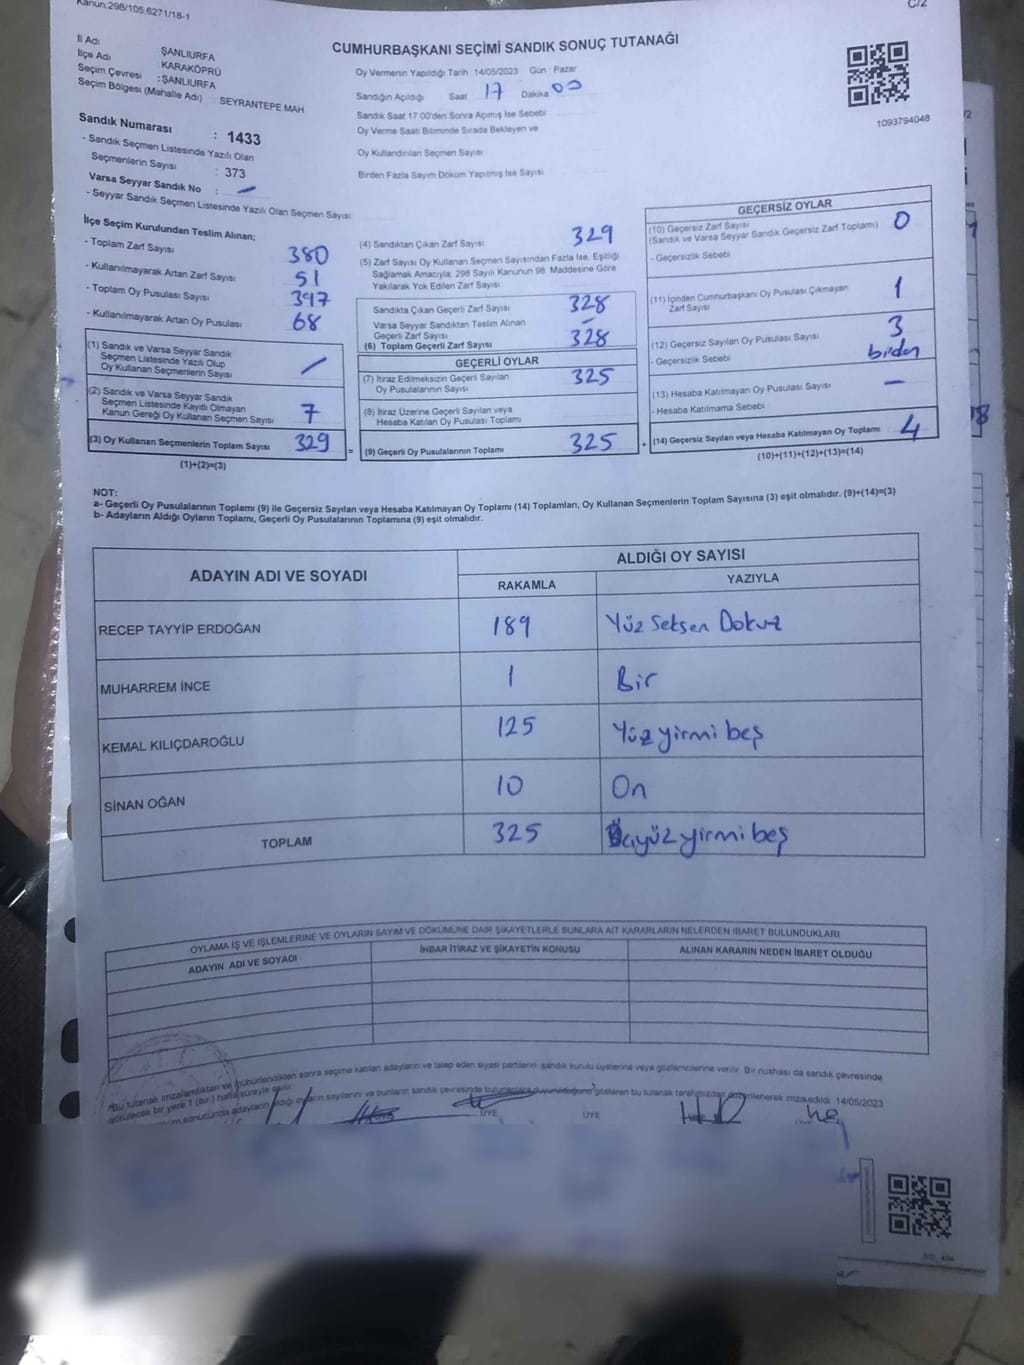 Kanun:298/105,6271/18-1
C/2
İl Adı
ŞANLIURFA
İlçe Adı
KARAKÖPRÜ
Seçim Çevresi : ŞANLIURFA
Seçim Bölgesi (Mahalle Adı) : SEYRANTEPE MAH
Sandık Numarası : 1433
- Sandık Seçmen Listesinde Yazılı Olan
Seçmenlerin Sayısı : 373
Varsa Seyyar Sandık No : -
- Seyyar Sandık Seçmen Listesinde Yazılı Olan Seçmen Sayısı
CUMHURBAŞKANI SEÇİMİ SANDIK SONUÇ TUTANAĞI
Oy Vermenin Yapıldığı Tarih :14/05/2023 Gün : Pazar
Sandığın Açıldığı Saat 17 Dakika 00
Sandık Saat 17:00'den Sonra Açımış İse Sebebi
Oy Verme Saati Bitiminde Sırada Bekleyen ve
Oy Kullandırılan Seçmen Sayısı
Birden Fazla Sayım Döküm Yapılmış İse Sayısı
1093794048
İlçe Seçim Kurulundan Teslim Alınan;
- Toplam Zarf Sayısı 380
- Kullanılmayarak Artan Zarf Sayısı 51
- Toplam Oy Pusulası Sayısı 397
- Kullanılmayarak Artan Oy Pusulası 68
(1) Sandık ve Varsa Seyyar Sandık
Seçmen Listesinde Yazılı Olup
Oy Kullanan Seçmenlerin Sayısı /
(2) Sandık ve Varsa Seyyar Sandık
Seçmen Listesinde Kayıtlı Olmayan
Kanun Gereği Oy Kullanan Seçmen Sayısı 7
(3) Oy Kullanan Seçmenlerin Toplam Sayısı 329 =
(1)+(2)=(3)
(4) Sandıktan Çıkan Zarf Sayısı 329
(5) Zarf Sayısı Oy Kullanan Seçmen Sayısından Fazla İse, Eşitliği
Sağlamak Amacıyla, 298 Sayılı Kanunun 98. Maddesine Göre
Yakılarak Yok Edilen Zarf Sayısı
Sandıkta Çıkan Geçerli Zarf Sayısı 328
Varsa Seyyar Sandıktan Teslim Alınan
Geçerli Zarf Sayısı -
(6) Toplam Geçerli Zarf Sayısı 328
GEÇERLİ OYLAR
(7) İtiraz Edilmeksizin Geçerli Sayılan
Oy Pusulalarının Sayısı 325
(8) İtiraz Üzerine Geçerli Sayılan veya
Hesaba Katılan Oy Pusulası Toplamı
(9) Geçerli Oy Pusulalarının Toplamı 325 +
GEÇERSİZ OYLAR
(10) Geçersiz Zarf Sayısı
(Sandık ve Varsa Seyyar Sandık Geçersiz Zarf Toplamı) 0
- Geçersizlik Sebebi
(11) İçinden Cumhurbaşkanı Oy Pusulası Çıkmayan
Zarf Sayısı 1
(12) Geçersiz Sayılan Oy Pusulası Sayısı 3
- Geçersizlik Sebebi birden
(13) Hesaba Katılmayan Oy Pusulası Sayısı -
- Hesaba Katılmama Sebebi
(14) Geçersiz Sayılan veya Hesaba Katılmayan Oy Toplamı 4
(10)+(11)+(12)+(13)=(14)
NOT:
a- Geçerli Oy Pusulalarının Toplamı (9) ile Geçersiz Sayılan veya Hesaba Katılmayan Oy Toplamı (14) Toplamları, Oy Kullanan Seçmenlerin Toplam Sayısına (3) eşit olmalıdır. (9)+(14)=(3)
b- Adayların Aldığı Oyların Toplamı, Geçerli Oy Pusulalarının Toplamına (9) eşit olmalıdır.
ADAYIN ADI VE SOYADI
ALDIĞI OY SAYISI
RAKAMLA YAZIYLA
RECEP TAYYİP ERDOĞAN 189 Yüz Seksen Dokuz
MUHARREM İNCE 1 Bir
KEMAL KILIÇDAROĞLU 125 Yüz yirmi beş
SİNAN OĞAN 10 On
TOPLAM 325 Üçyüz yirmi beş
OYLAMA İŞ VE İŞLEMLERİNE VE OYLARIN SAYIM VE DÖKÜMÜNE DAİR ŞİKAYETLERLE BUNLARA AİT KARARLARIN NELERDEN İBARET BULUNDUKLARI
ADAYIN ADI VE SOYADI İHBAR İTİRAZ VE ŞİKAYETİN KONUSU ALINAN KARARIN NEDEN İBARET OLDUĞU
*Bu tutanak imzalandıktan ve mühürlendikten sonra seçime katılan adayların ve talep eden siyasi partilerin sandık kurulu üyelerine veya gözlemcilerine verilir. Bir nushası da sandık çevresinde
görülecek bir yere 1 (Bir) hafta süreyle asılır.
sonucunda adayların aldığı oyların sayılarını ve bunların sandık çevresinde gösteren bu tutanak tarafımızdan düzenlenerek imza edildi. 14/05/2023
ÜYE ÜYE